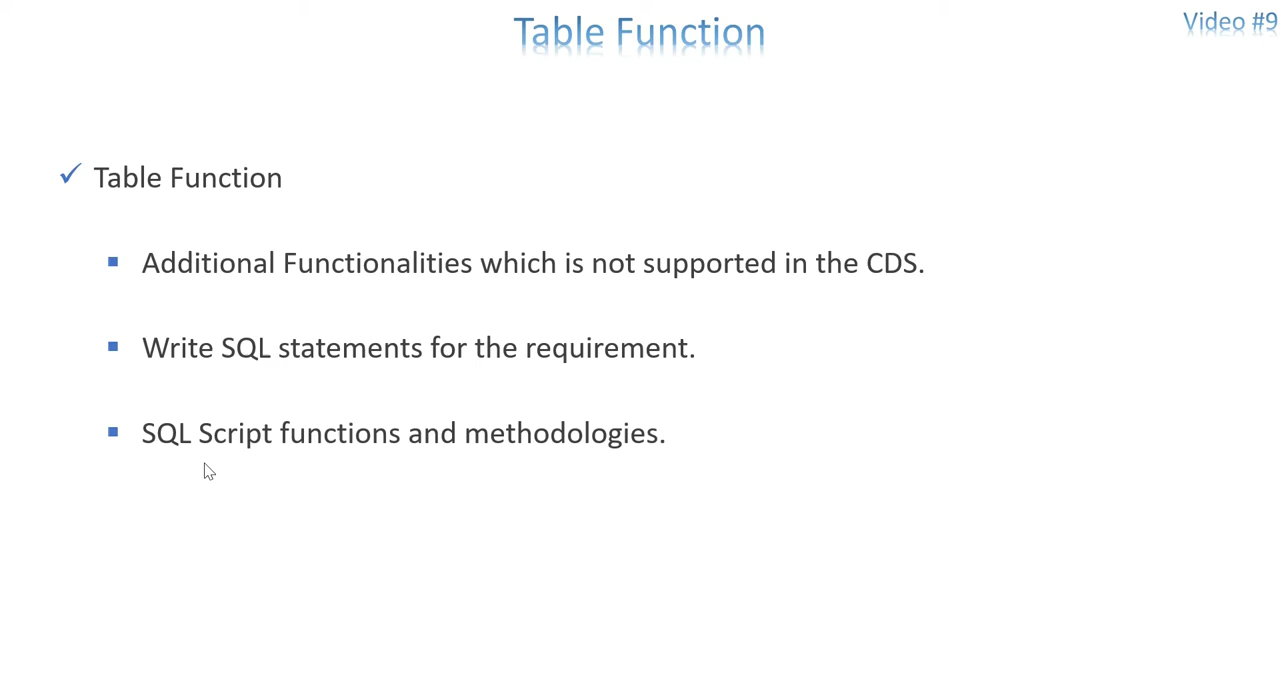 Table Function
Video #9
Table Function
Additional Functionalities which is not supported in the CDS.
Write SQL statements for the requirement.
SQL Script functions and methodologies.